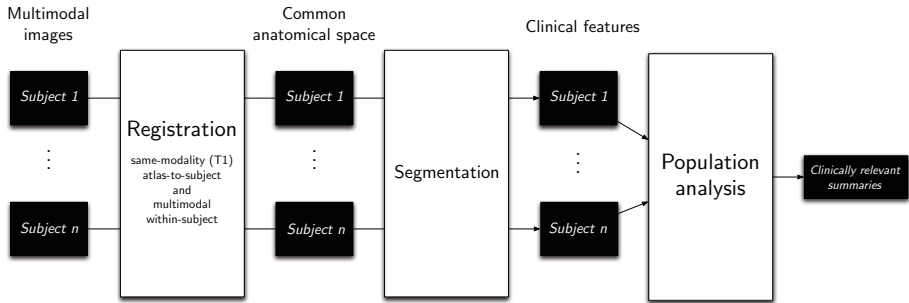 Multimodal
images
Subject 1
⋮
Subject n
Registration
same-modality (T1)
atlas-to-subject
and
multimodal
within-subject
Common
anatomical space
Subject 1
⋮
Subject n
Segmentation
Clinical features
Subject 1
⋮
Subject n
Population
analysis
Clinically relevant
summaries